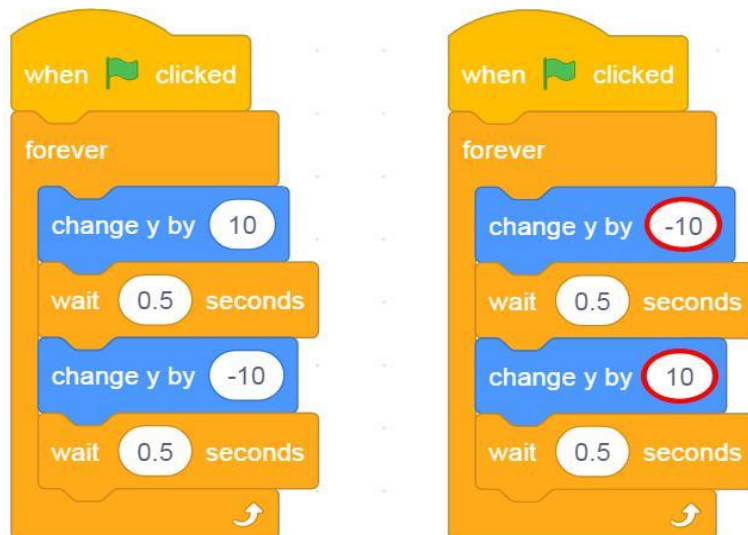 when clicked
forever
change y by 10
wait 0.5 seconds
change y by -10
wait 0.5 seconds
when clicked
forever
change y by -10
wait 0.5 seconds
change y by 10
wait 0.5 seconds